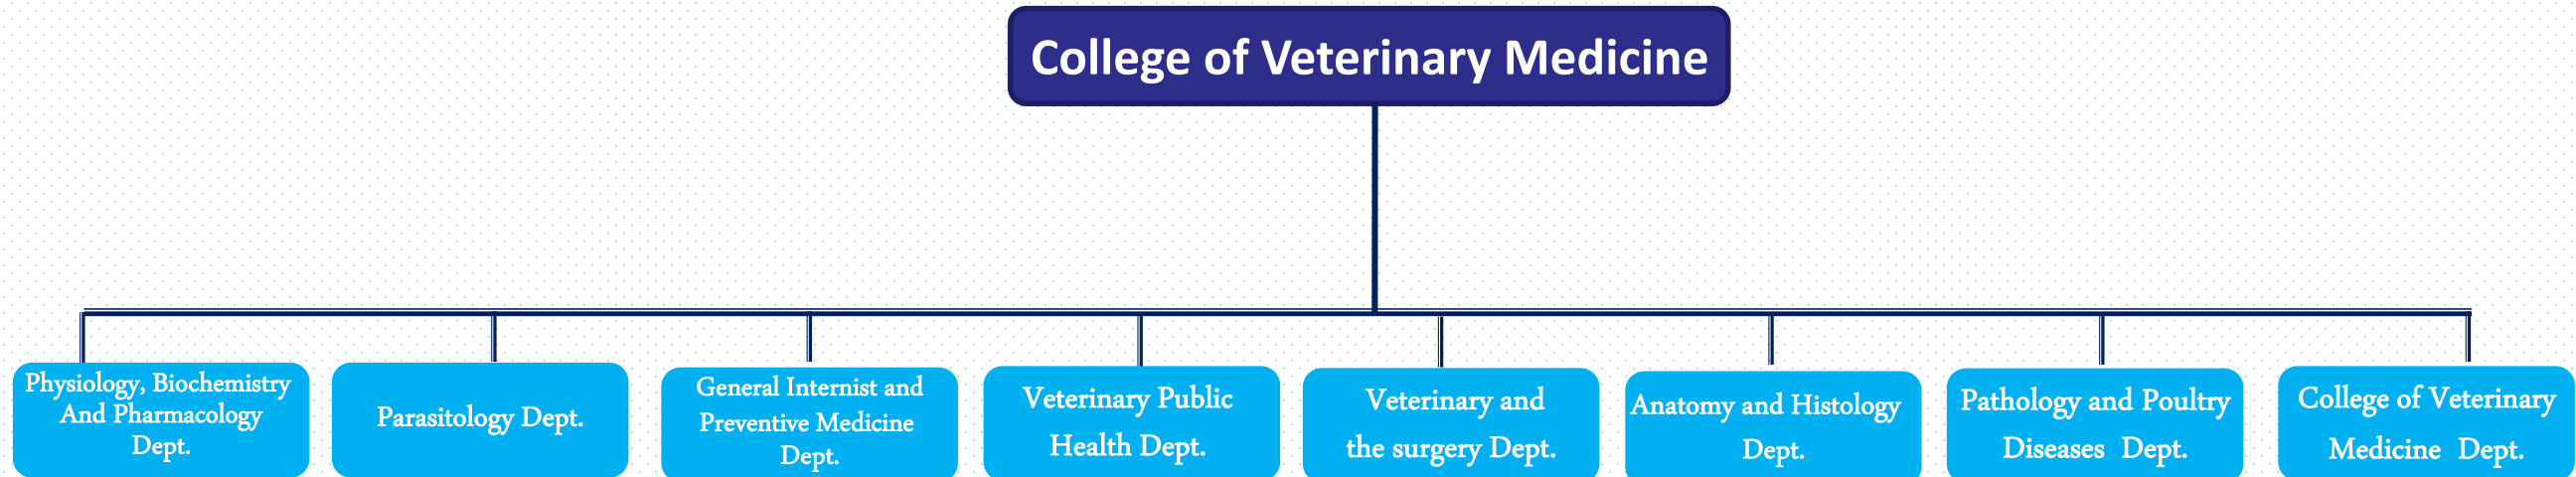 College of Veterinary Medicine
Physiology, Biochemistry
And Pharmacology
Dept.
Parasitology Dept.
General Internist and
Preventive Medicine
Dept.
Veterinary Public
Health Dept.
Veterinary and
the surgery Dept.
Anatomy and Histology
Dept.
Pathology and Poultry
Diseases Dept.
College of Veterinary
Medicine Dept.